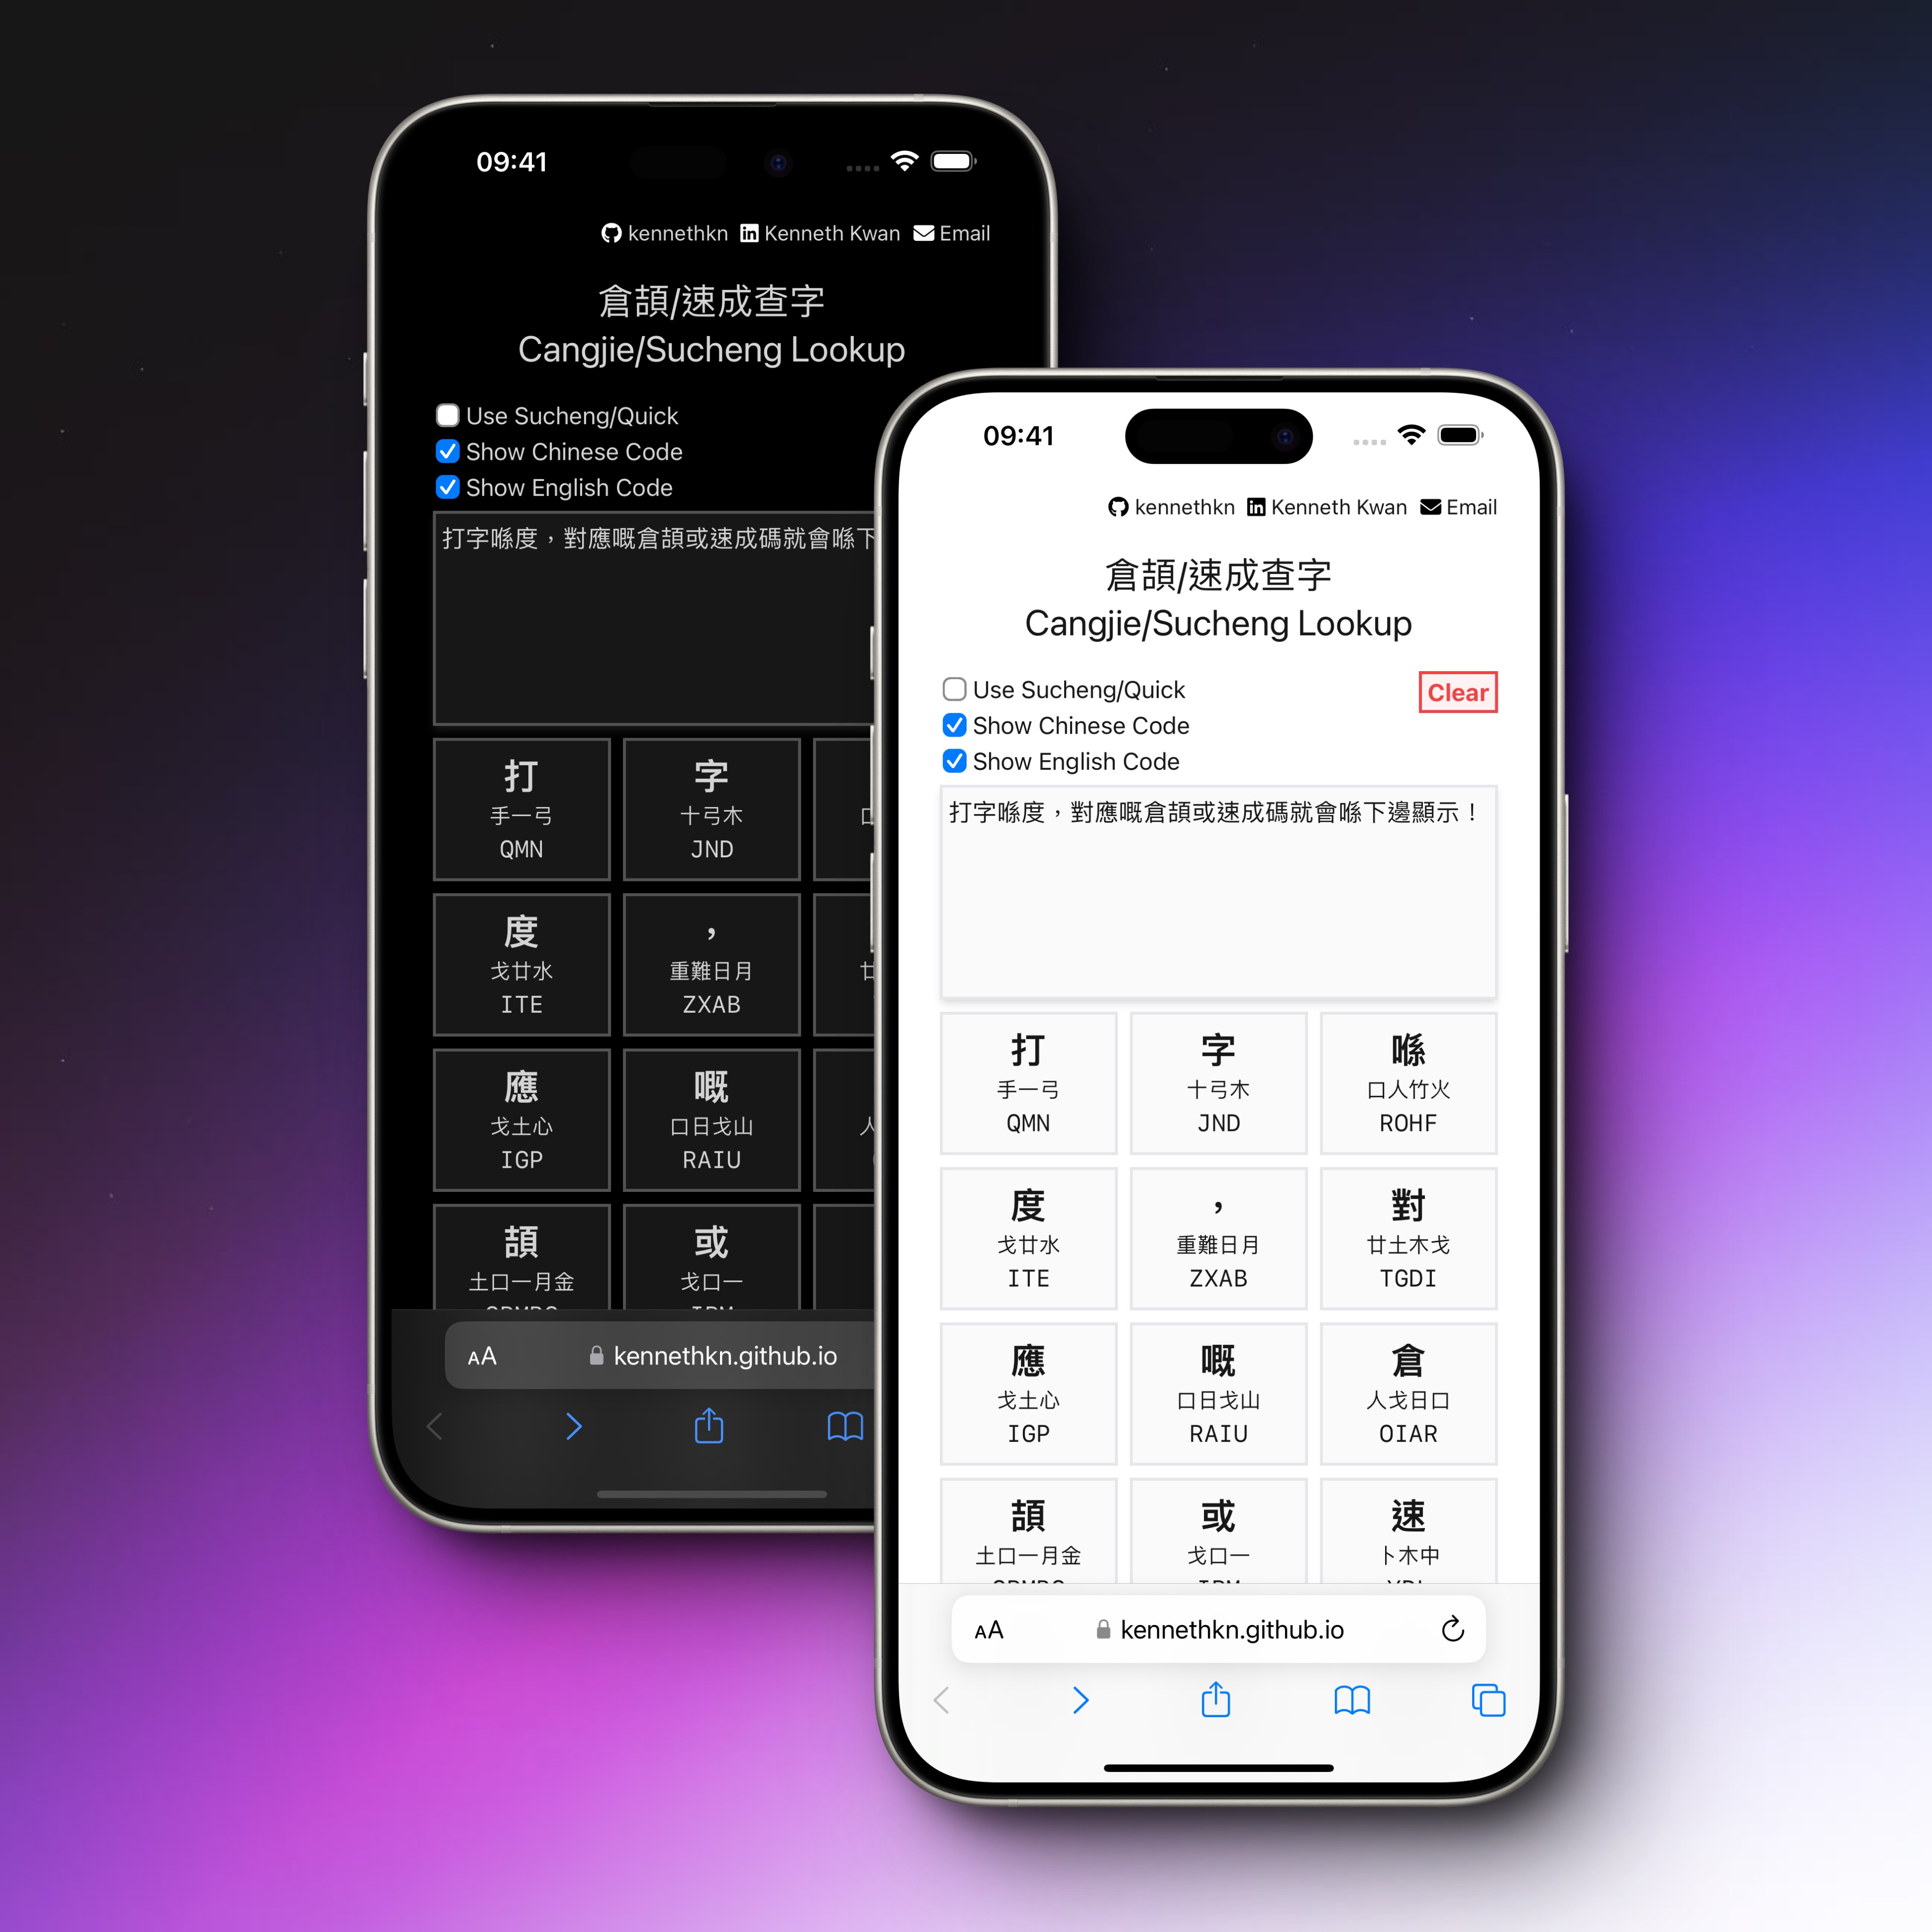 09:41
kennethkn Kenneth Kwan Email
倉頡/速成查字
Cangjie/Sucheng Lookup
Use Sucheng/Quick
Show Chinese Code
Show English Code
打字喺度，對應嘅倉頡或速成碼就會喺下
打 字
手一弓 十弓木
QMN JND
度 ，
戈廿水 重難日月
ITE ZXAB
應 嘅
戈土心 口日戈山
IGP RAIU
頡 或
土口一月金 戈口一
AA kennethkn.github.io
09:41
kennethkn Kenneth Kwan Email
倉頡/速成查字
Cangjie/Sucheng Lookup
Use Sucheng/Quick Clear
Show Chinese Code
Show English Code
打字喺度，對應嘅倉頡或速成碼就會喺下邊顯示！
打 字 喺
手一弓 十弓木 口人竹火
QMN JND ROHF
度 ， 對
戈廿水 重難日月 廿土木戈
ITE ZXAB TGDI
應 嘅 倉
戈土心 口日戈山 人戈日口
IGP RAIU OIAR
頡 或 速
土口一月金 戈口一 卜木中
AA kennethkn.github.io